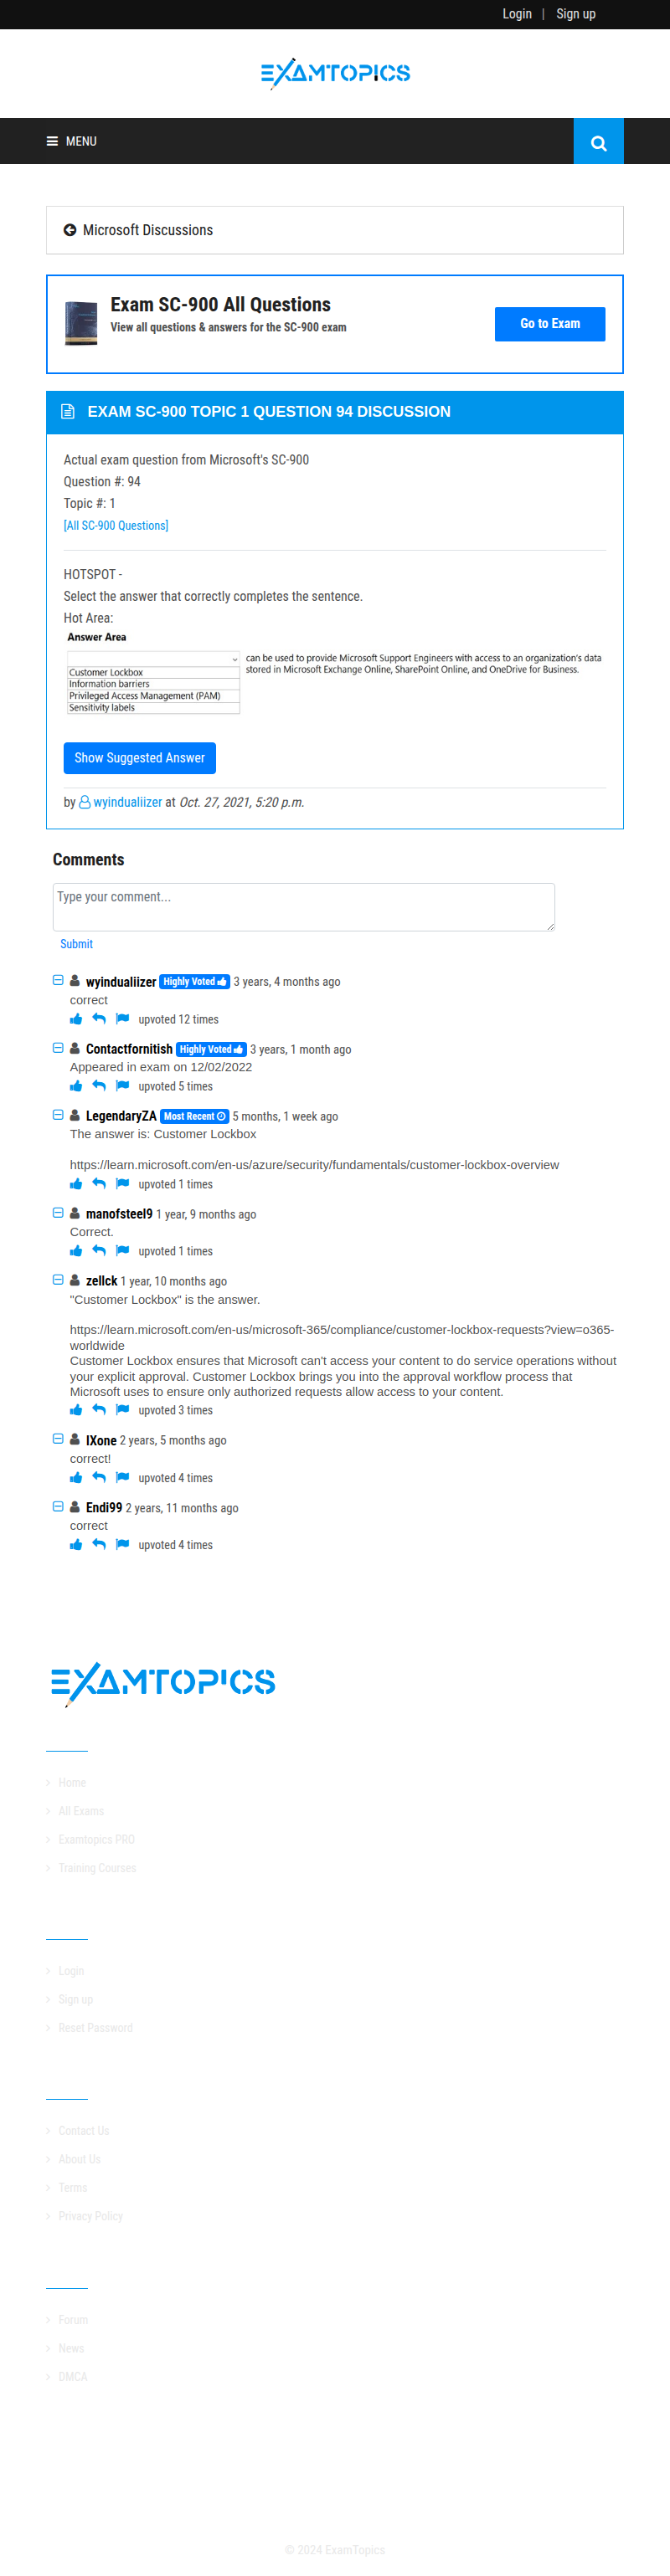 Login | Sign up
EXAMTOPICS
MENU
Microsoft Discussions
Exam SC-900 All Questions
View all questions & answers for the SC-900 exam
Go to Exam
EXAM SC-900 TOPIC 1 QUESTION 94 DISCUSSION
Actual exam question from Microsoft's SC-900
Question #: 94
Topic #: 1
[All SC-900 Questions]
HOTSPOT -
Select the answer that correctly completes the sentence.
Hot Area:
Answer Area
can be used to provide Microsoft Support Engineers with access to an organization's data
stored in Microsoft Exchange Online, SharePoint Online, and OneDrive for Business.
Customer Lockbox
Information barriers
Privileged Access Management (PAM)
Sensitivity labels
Show Suggested Answer
by wyindualiizer at Oct. 27, 2021, 5:20 p.m.
Comments
Type your comment...
Submit
wyindualiizer Highly Voted 3 years, 4 months ago
correct
upvoted 12 times
Contactfornitish Highly Voted 3 years, 1 month ago
Appeared in exam on 12/02/2022
upvoted 5 times
LegendaryZA Most Recent 5 months, 1 week ago
The answer is: Customer Lockbox
https://learn.microsoft.com/en-us/azure/security/fundamentals/customer-lockbox-overview
upvoted 1 times
manofsteel9 1 year, 9 months ago
Correct.
upvoted 1 times
zellck 1 year, 10 months ago
"Customer Lockbox" is the answer.
https://learn.microsoft.com/en-us/microsoft-365/compliance/customer-lockbox-requests?view=o365-
worldwide
Customer Lockbox ensures that Microsoft can't access your content to do service operations without
your explicit approval. Customer Lockbox brings you into the approval workflow process that
Microsoft uses to ensure only authorized requests allow access to your content.
upvoted 3 times
IXone 2 years, 5 months ago
correct!
upvoted 4 times
Endi99 2 years, 11 months ago
correct
upvoted 4 times
EXAMTOPICS
Home
All Exams
Examtopics PRO
Training Courses
Login
Sign up
Reset Password
Contact Us
About Us
Terms
Privacy Policy
Forum
News
DMCA
© 2024 ExamTopics